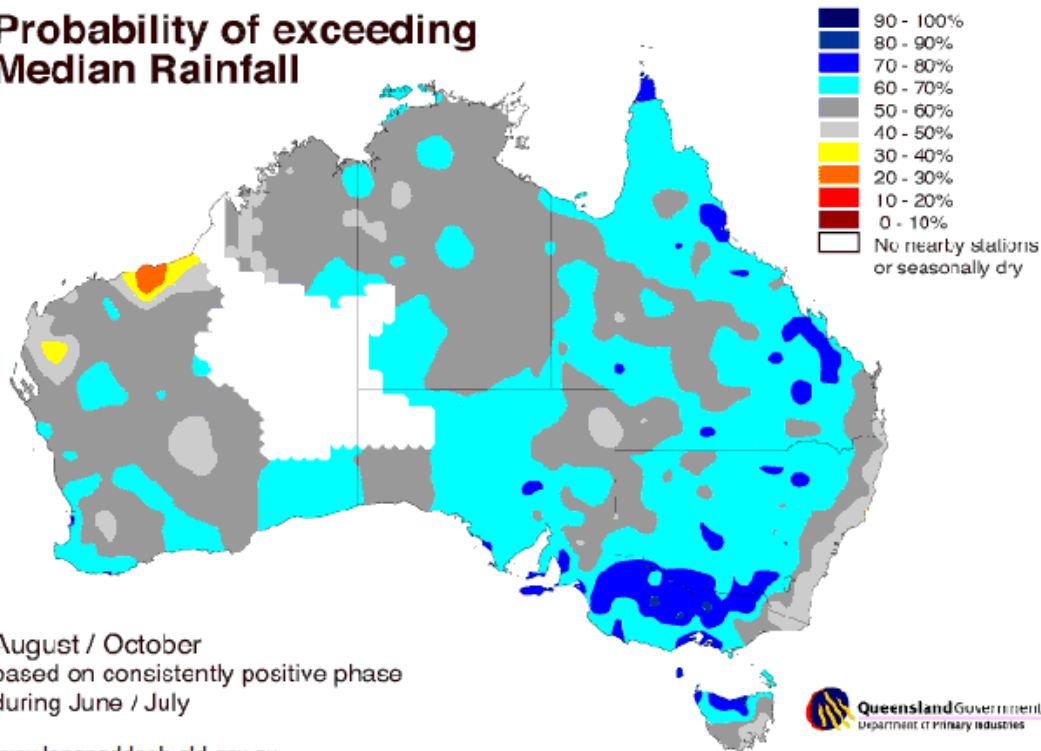 Probability of exceeding
Median Rainfall
90 - 100%
80 - 90%
70 - 80%
60 - 70%
50 - 60%
40 - 50%
30 - 40%
20 - 30%
10 - 20%
0 - 10%
No nearby stations
or seasonally dry
August / October
based on consistently positive phase
during June / July
Queensland Government
Department of Primary Industries